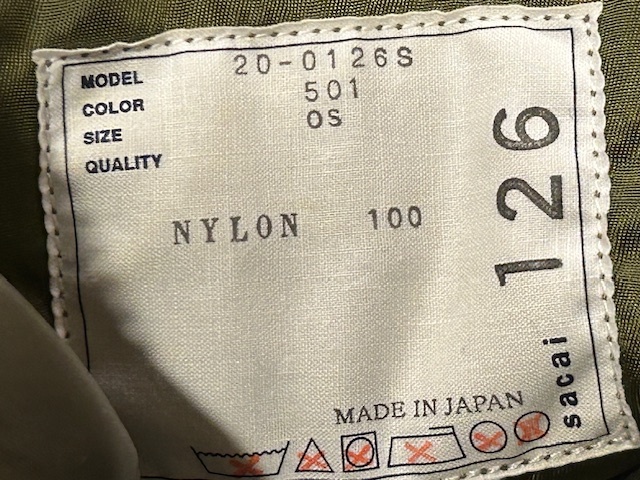 MODEL 20-0126S
COLOR 501
SIZE OS
QUALITY
NYLON 100
126
sacai
MADE IN JAPAN